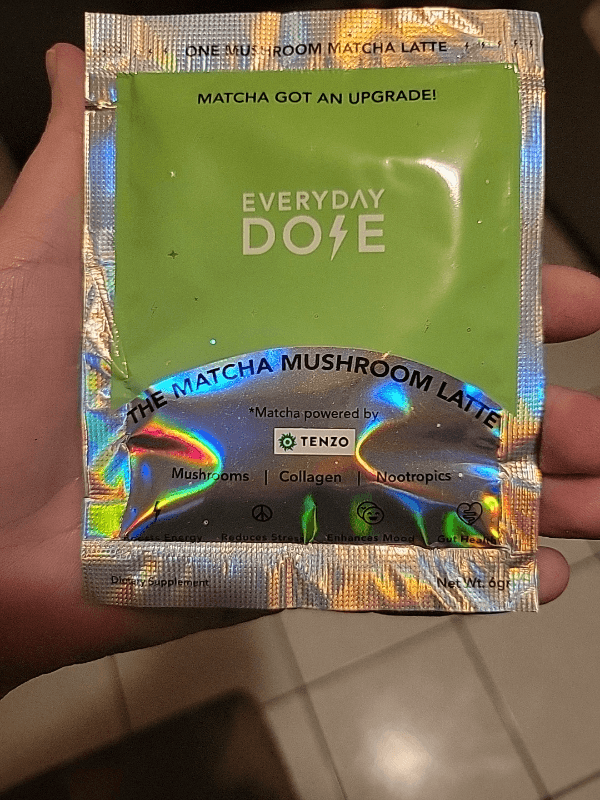 ONE MUSHROOM MATCHA LATTE
MATCHA GOT AN UPGRADE!
EVERYDAY
DOSE
THE MATCHA MUSHROOM LATTE
*Matcha powered by
TENZO
Mushrooms | Collagen | Nootropics
Energy Reduces Stress Enhances Mood Gut Health
Dietary Supplement Net Wt. 6gr